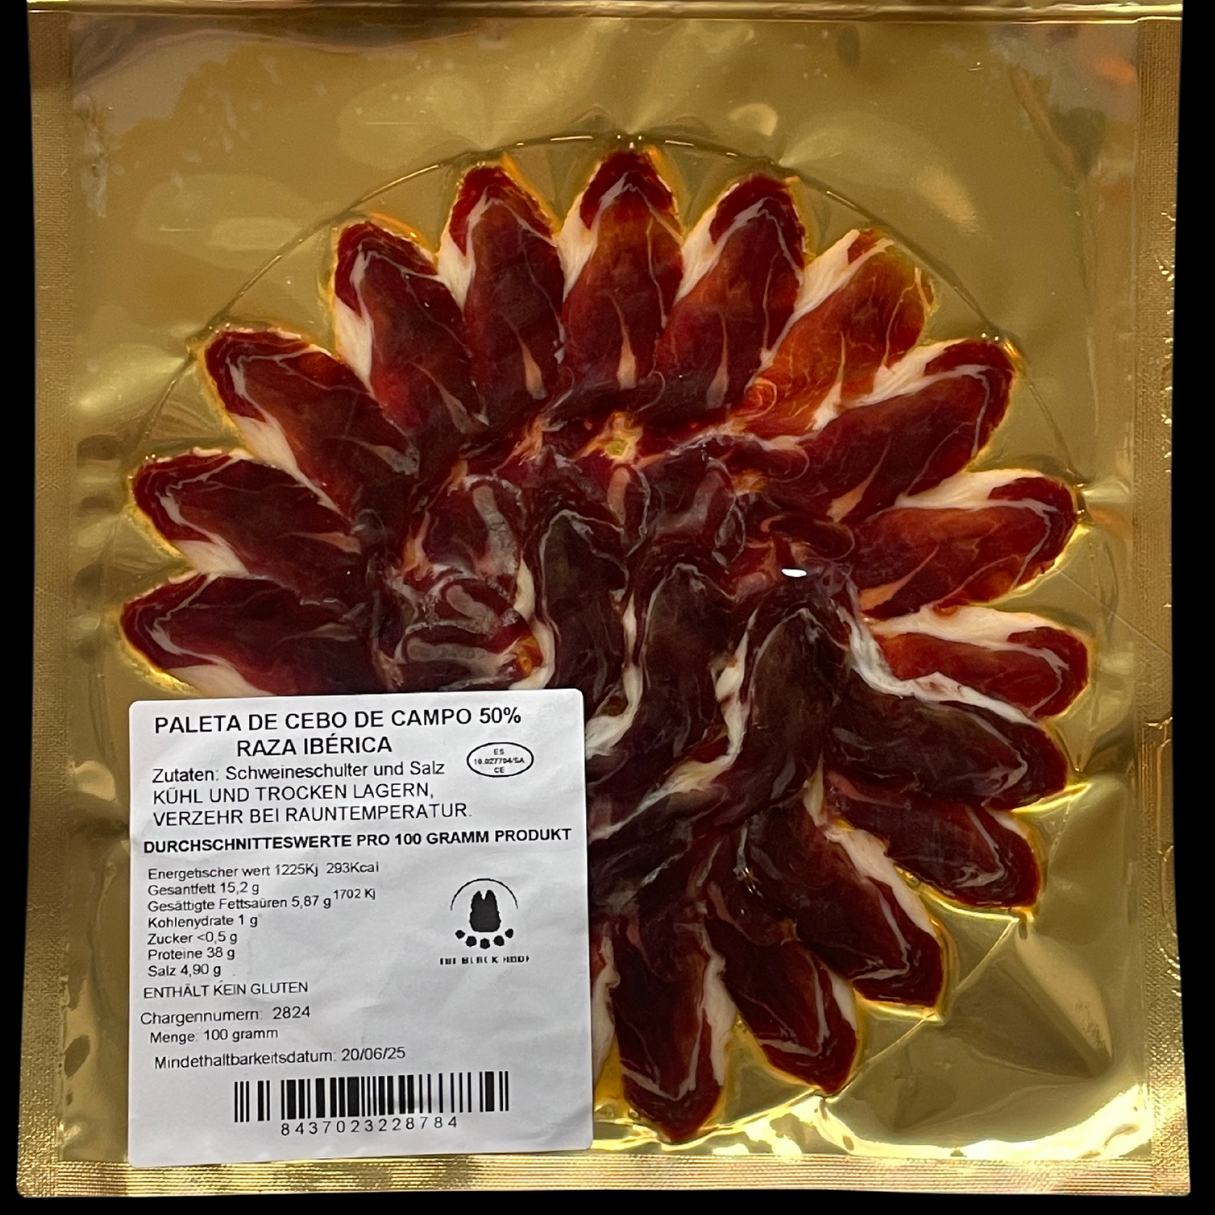 PALETA DE CEBO DE CAMPO 50%
RAZA IBÉRICA
ES
10.027704/SA
CE
Zutaten: Schweineschulter und Salz
KÜHL UND TROCKEN LAGERN,
VERZEHR BEI RAUNTEMPERATUR.
DURCHSCHNITTESWERTE PRO 100 GRAMM PRODUKT
Energetischer wert 1225Kj 293Kcal
Gesantfett 15,2 g
Gesättigte Fettsaüren 5,87 g 1702 Kj
Kohlenydrate 1 g
Zucker <0,5 g
Proteine 38 g
Salz 4,90 g
THE BLACK HOOF
ENTHÄLT KEIN GLUTEN
Chargennumern: 2824
Menge: 100 gramm
Mindethaltbarkeitsdatum: 20/06/25
8437023228784